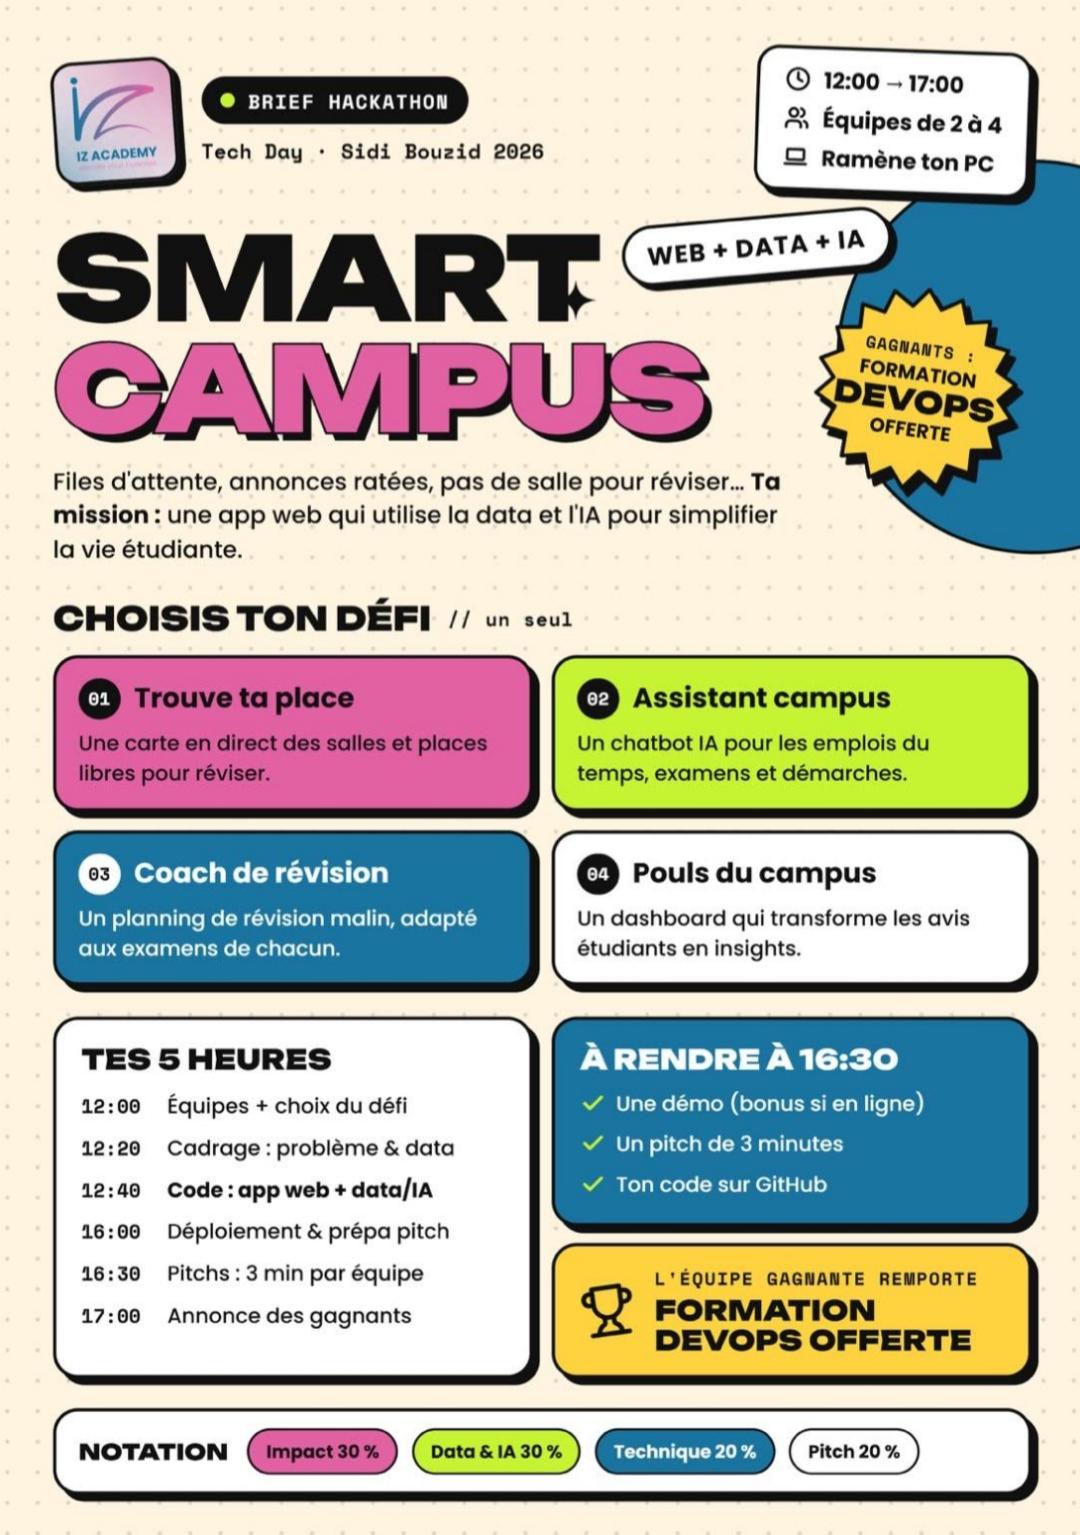 IZ ACADEMY
BRIEF HACKATHON
Tech Day · Sidi Bouzid 2026
12:00 → 17:00
Équipes de 2 à 4
Ramène ton PC
SMART
CAMPUS
WEB + DATA + IA
GAGNANTS :
FORMATION
DEVOPS
OFFERTE
Files d'attente, annonces ratées, pas de salle pour réviser... Ta
mission : une app web qui utilise la data et l'IA pour simplifier
la vie étudiante.
CHOISIS TON DÉFI // un seul
01 Trouve ta place
Une carte en direct des salles et places
libres pour réviser.
02 Assistant campus
Un chatbot IA pour les emplois du
temps, examens et démarches.
03 Coach de révision
Un planning de révision malin, adapté
aux examens de chacun.
04 Pouls du campus
Un dashboard qui transforme les avis
étudiants en insights.
TES 5 HEURES
12:00 Équipes + choix du défi
12:20 Cadrage : problème & data
12:40 Code : app web + data/IA
16:00 Déploiement & prépa pitch
16:30 Pitchs : 3 min par équipe
17:00 Annonce des gagnants
À RENDRE À 16:30
Une démo (bonus si en ligne)
Un pitch de 3 minutes
Ton code sur GitHub
L'ÉQUIPE GAGNANTE REMPORTE
FORMATION
DEVOPS OFFERTE
NOTATION
Impact 30 %
Data & IA 30 %
Technique 20 %
Pitch 20 %